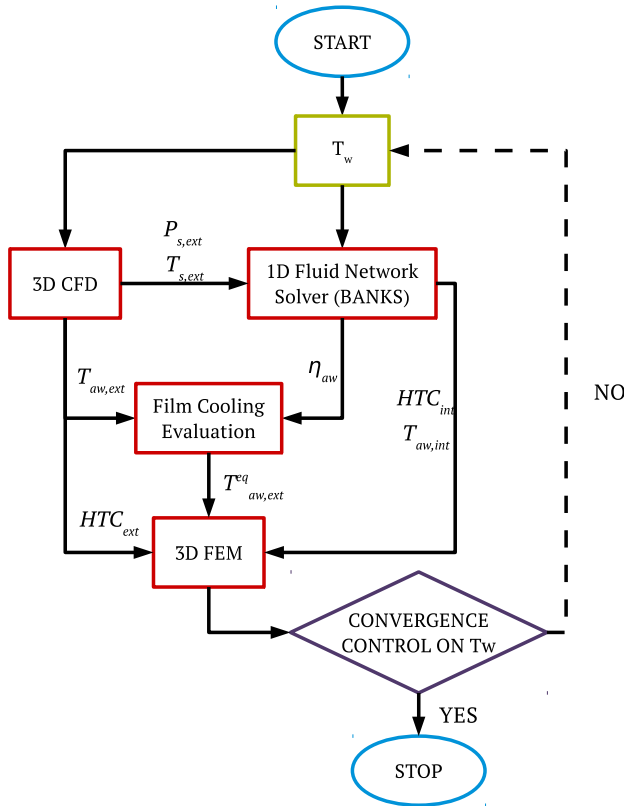 START
T_w
P_s,ext
T_s,ext
3D CFD
1D Fluid Network
Solver (BANKS)
T_aw,ext
η_aw
HTC_int
T_aw,int
NO
Film Cooling
Evaluation
T^eq_aw,ext
HTC_ext
3D FEM
CONVERGENCE
CONTROL ON Tw
YES
STOP